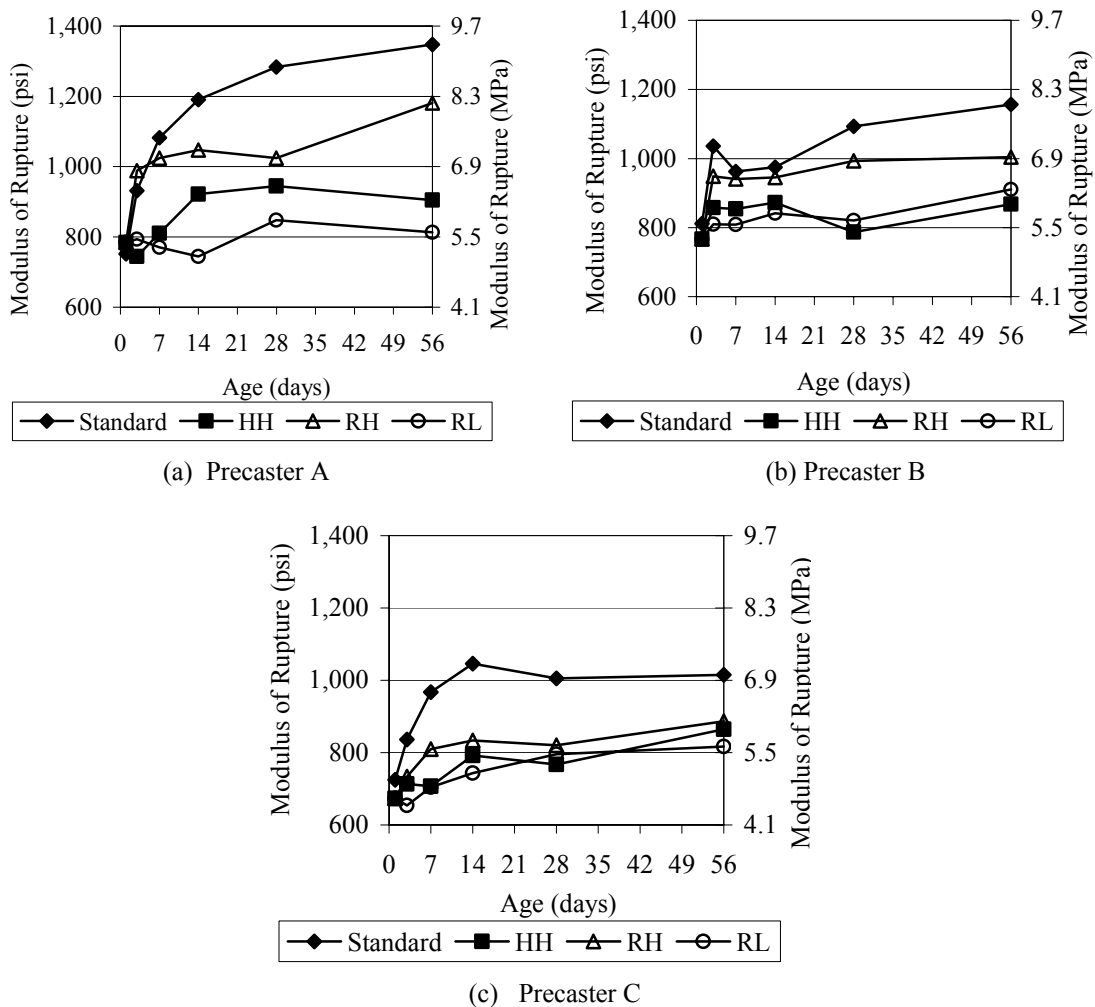 1,400
1,200
1,000
800
600
Modulus of Rupture (psi)
9.7
8.3
6.9
5.5
4.1
Modulus of Rupture (MPa)
0 7 14 21 28 35 42 49 56
Age (days)
Standard HH RH RL
(a) Precaster A
1,400
1,200
1,000
800
600
Modulus of Rupture (psi)
9.7
8.3
6.9
5.5
4.1
Modulus of Rupture (MPa)
0 7 14 21 28 35 42 49 56
Age (days)
Standard HH RH RL
(b) Precaster B
1,400
1,200
1,000
800
600
Modulus of Rupture (psi)
9.7
8.3
6.9
5.5
4.1
Modulus of Rupture (MPa)
0 7 14 21 28 35 42 49 56
Age (days)
Standard HH RH RL
(c) Precaster C